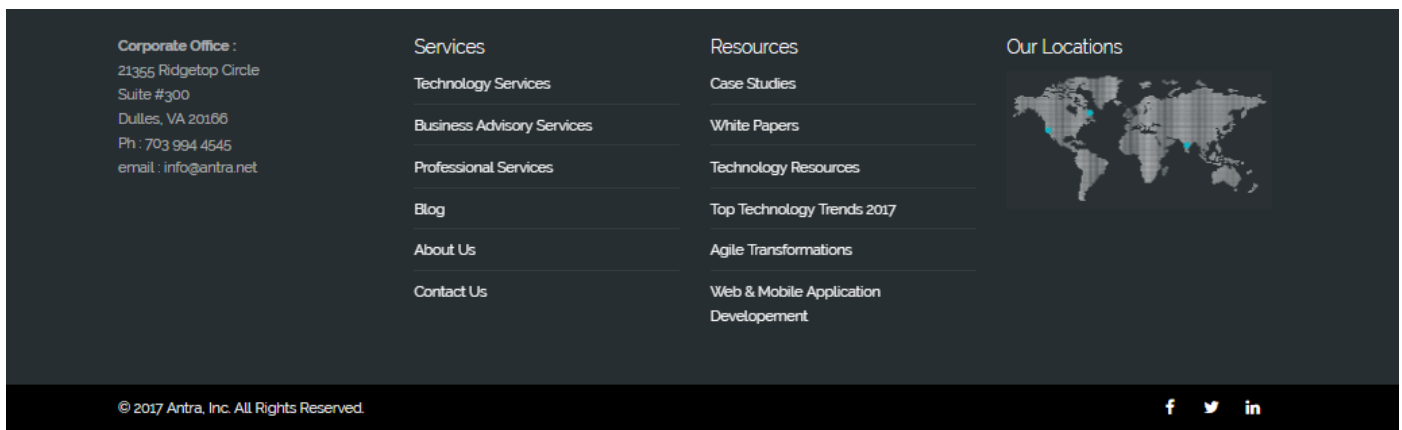 Corporate Office :
21355 Ridgetop Circle
Suite #300
Dulles, VA 20166
Ph : 703 994 4545
email : info@antra.net
Services
Technology Services
Business Advisory Services
Professional Services
Blog
About Us
Contact Us
Resources
Case Studies
White Papers
Technology Resources
Top Technology Trends 2017
Agile Transformations
Web & Mobile Application
Developement
Our Locations
© 2017 Antra, Inc. All Rights Reserved.